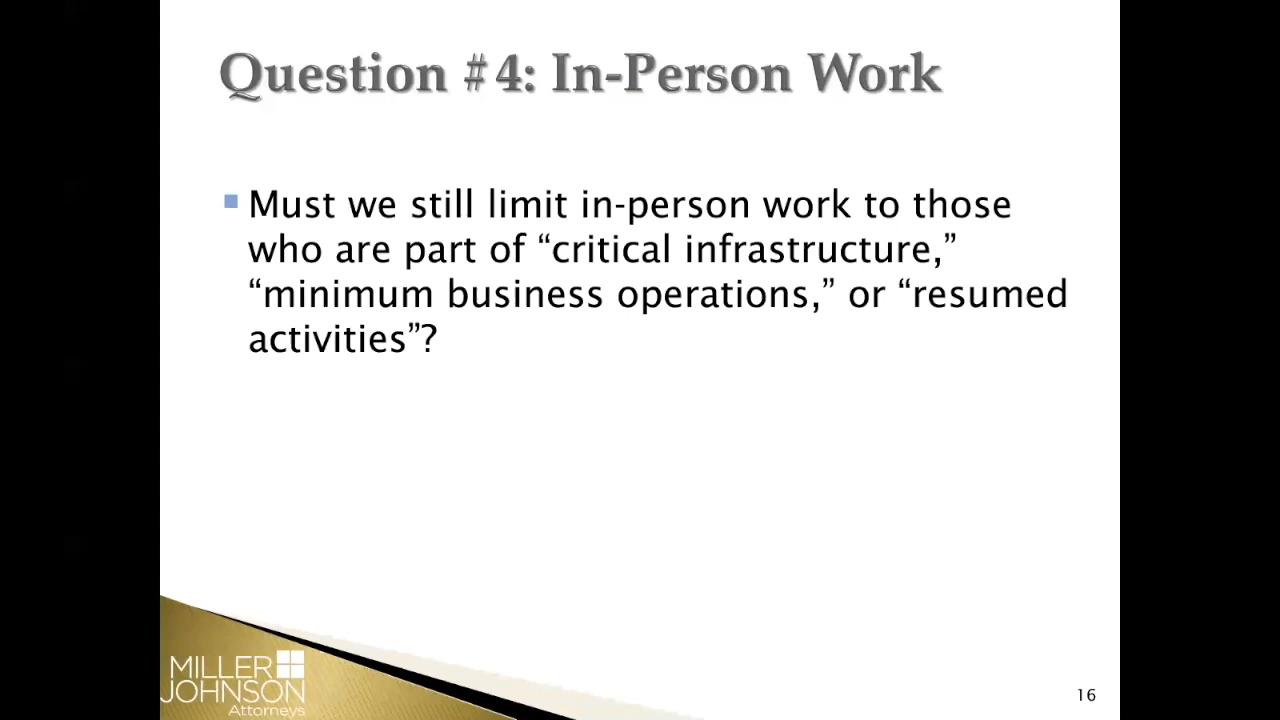 Question #4: In-Person Work
Must we still limit in-person work to those
who are part of “critical infrastructure,”
“minimum business operations,” or “resumed
activities”?
MILLER
JOHNSON
Attorneys
16